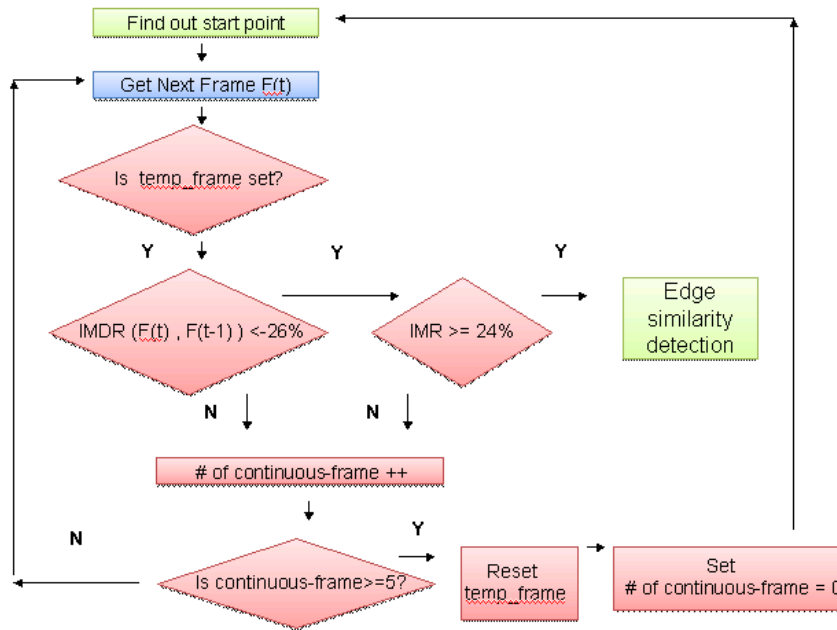 Find out start point
Get Next Frame F(t)
Is temp_frame set?
Y
Y
Y
IMDR (F(t) , F(t-1) ) <-26%
IMR >= 24%
Edge
similarity
detection
N
N
# of continuous-frame ++
N
Y
Is continuous-frame>=5?
Reset
temp_frame
Set
# of continuous-frame = 0